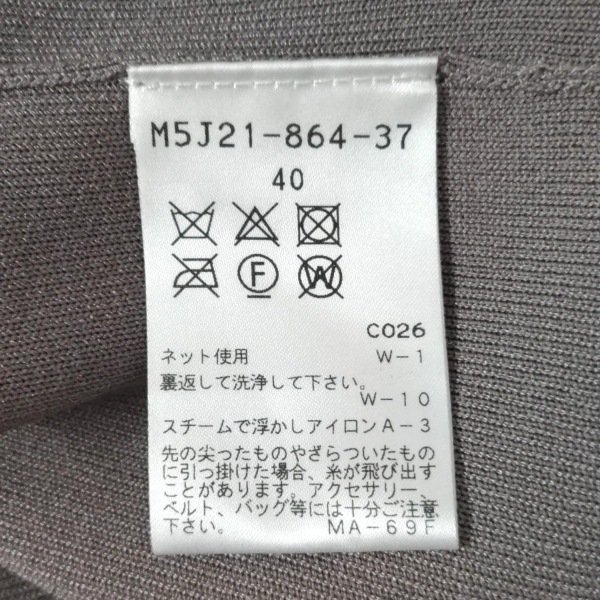 M5J21-864-37
40
F
W
C026
ネット使用 W-1
裏返して洗浄して下さい。
W-10
スチームで浮かしアイロンA-3
先の尖ったものやざらついたもの
に引っ掛けた場合、糸が飛び出す
ことがあります。アクセサリー、
ベルト、バッグ等には十分ご注意
下さい。 MA-69F